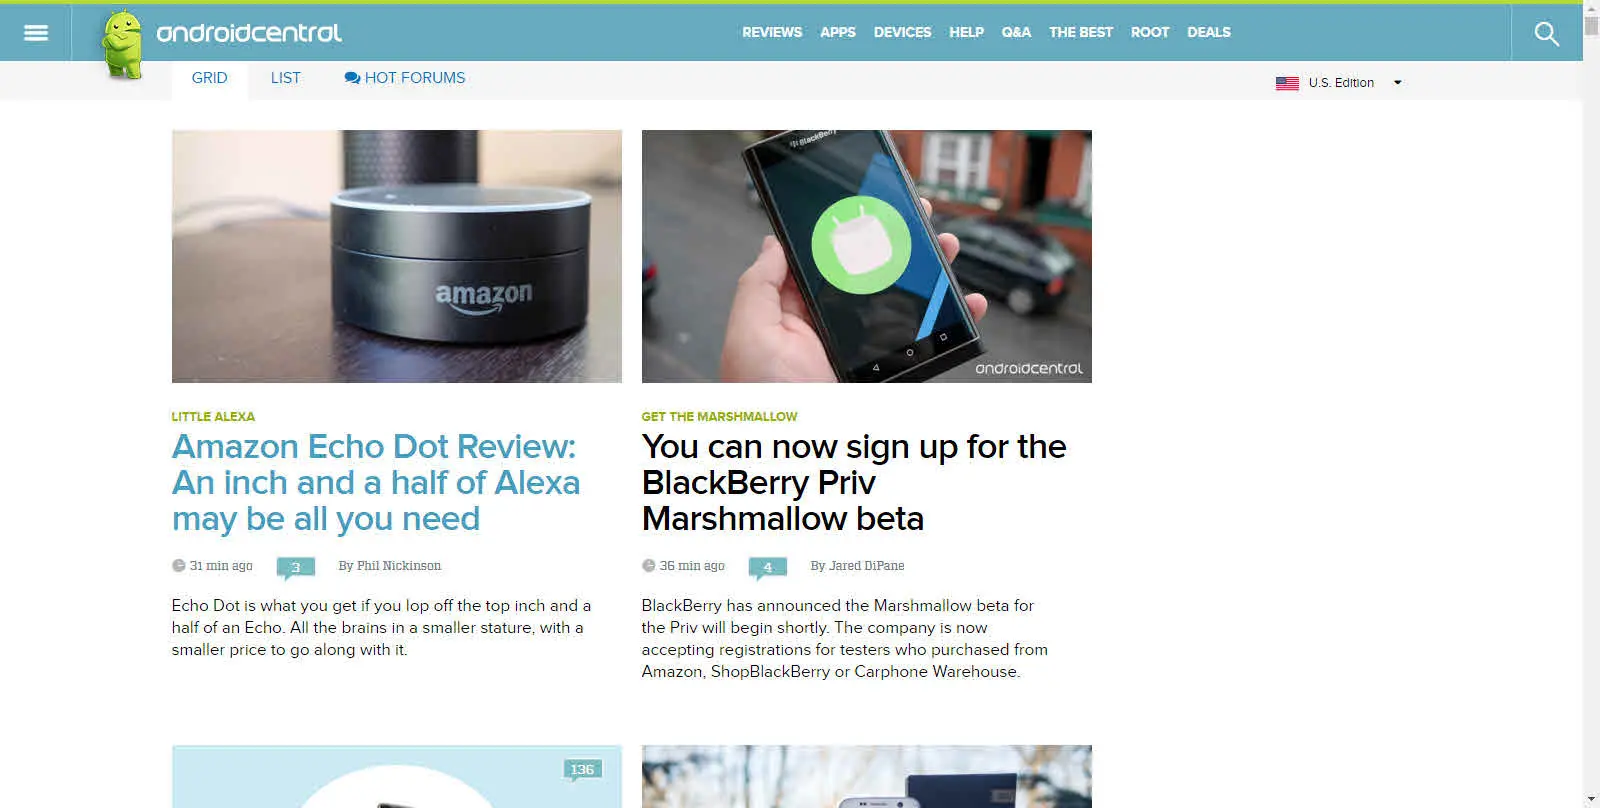 androidcentral
REVIEWS APPS DEVICES HELP Q&A THE BEST ROOT DEALS
GRID LIST HOT FORUMS
U.S. Edition
amazon
BlackBerry
androidcentral
LITTLE ALEXA
Amazon Echo Dot Review:
An inch and a half of Alexa
may be all you need
31 min ago 3 By Phil Nickinson
Echo Dot is what you get if you lop off the top inch and a
half of an Echo. All the brains in a smaller stature, with a
smaller price to go along with it.
GET THE MARSHMALLOW
You can now sign up for the
BlackBerry Priv
Marshmallow beta
36 min ago 4 By Jared DiPane
BlackBerry has announced the Marshmallow beta for
the Priv will begin shortly. The company is now
accepting registrations for testers who purchased from
Amazon, ShopBlackBerry or Carphone Warehouse.
136